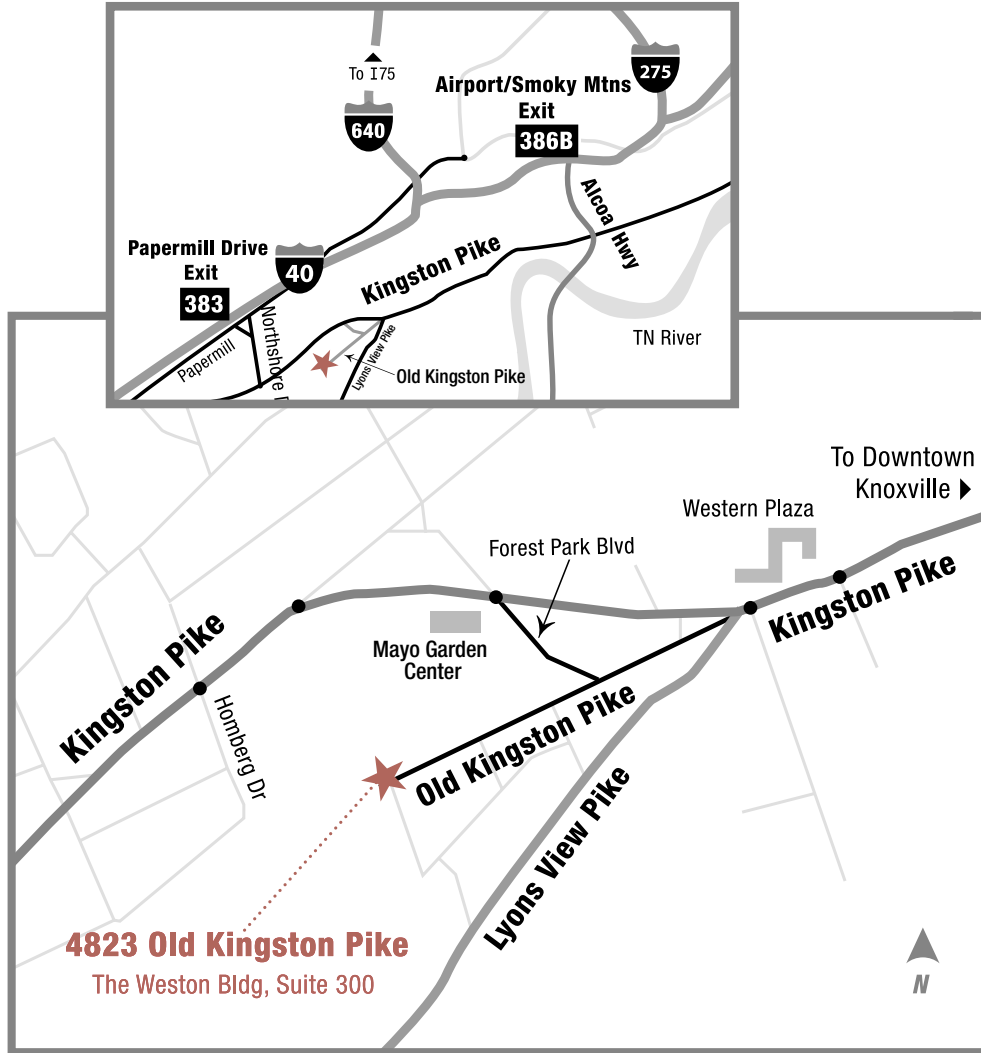 To I75
640
275
Airport/Smoky Mtns
Exit
386B
Alcoa Hwy
Papermill Drive
Exit
383
40
Kingston Pike
Papermill
Northshore
Lyons View Pike
Old Kingston Pike
TN River
To Downtown
Knoxville
Western Plaza
Forest Park Blvd
Kingston Pike
Mayo Garden
Center
Kingston Pike
Homberg Dr
Old Kingston Pike
Lyons View Pike
4823 Old Kingston Pike
The Weston Bldg, Suite 300
N